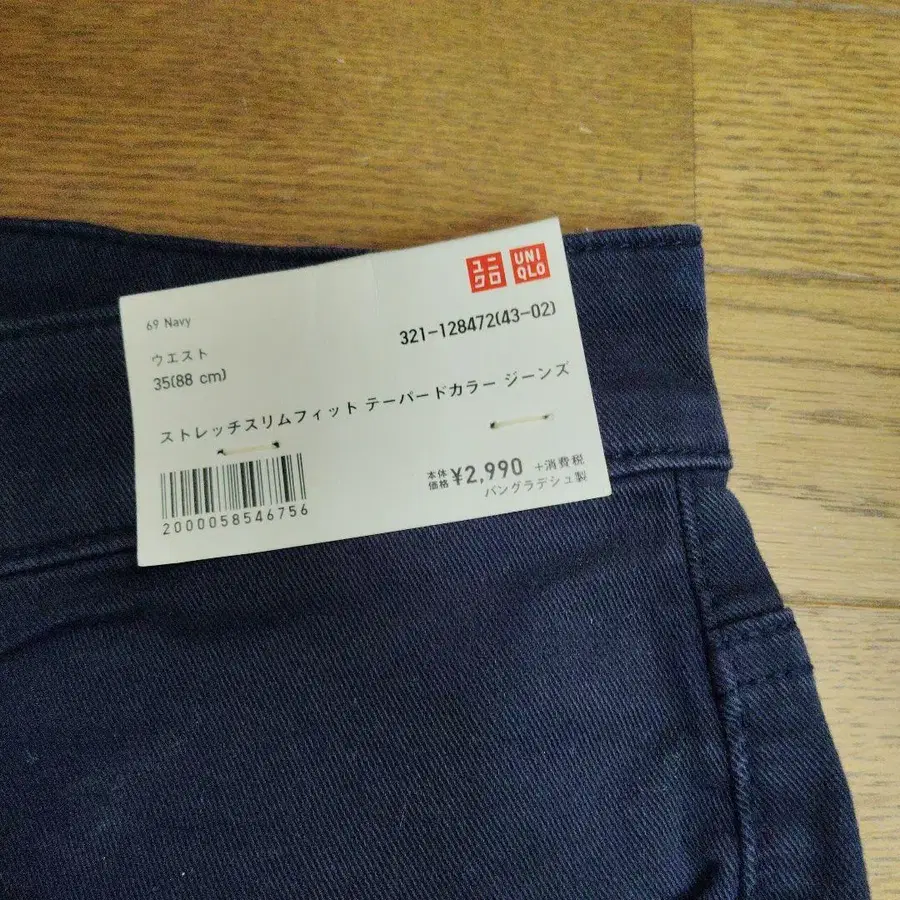 ユニクロ
UNIQLO
69 Navy
321-128472(43-02)
ウエスト
35(88 cm)
ストレッチスリムフィット テーパードカラー ジーンズ
2000058546756
本体価格 ¥2,990 +消費税
バングラデシュ製